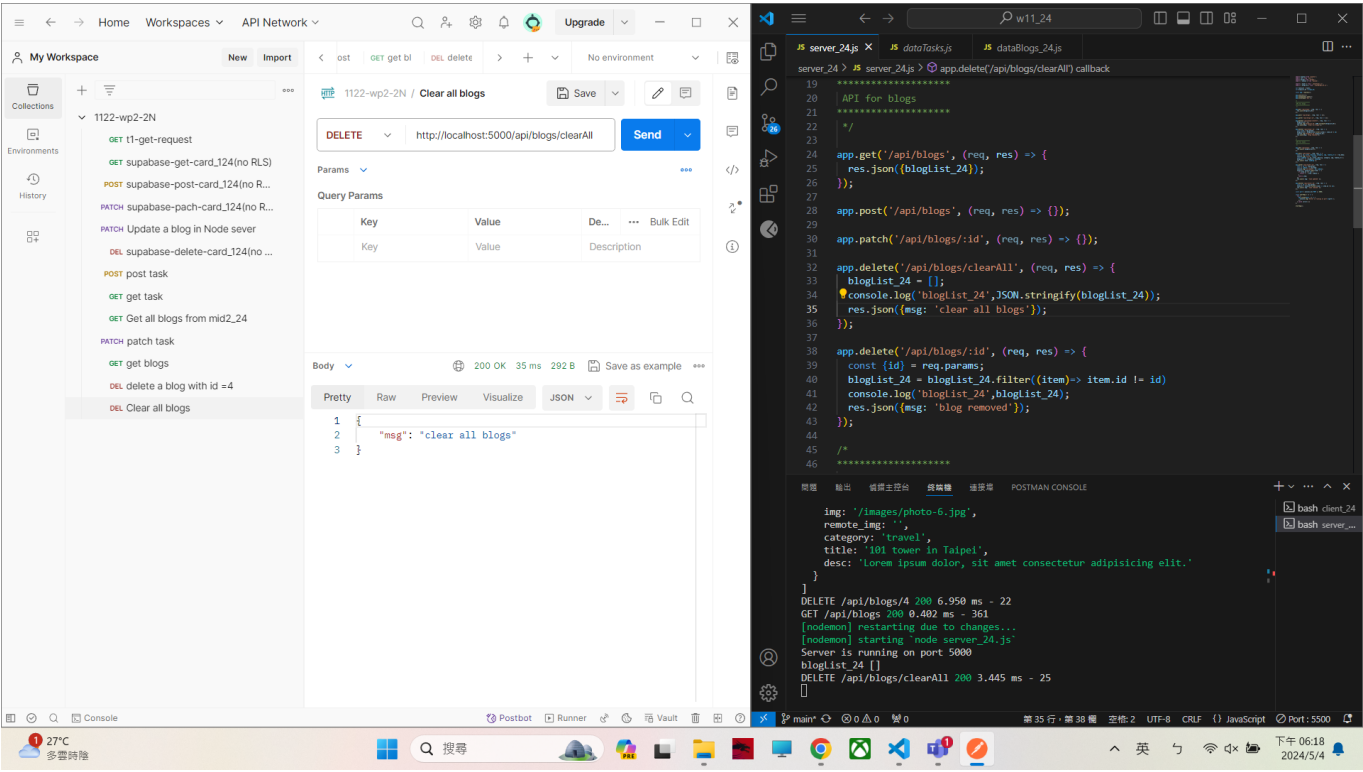 Home Workspaces API Network Upgrade
My Workspace New Import
ost GET get bl DEL delete No environment
Collections
Environments
History
1122-wp2-2N
GET t1-get-request
GET supabase-get-card_124(no RLS)
POST supabase-post-card_124(no R...
PATCH supabase-pach-card_124(no R...
PATCH Update a blog in Node sever
DEL supabase-delete-card_124(no ...
POST post task
GET get task
GET Get all blogs from mid2_24
PATCH patch task
GET get blogs
DEL delete a blog with id =4
DEL Clear all blogs
HTTP 1122-wp2-2N / Clear all blogs Save
DELETE http://localhost:5000/api/blogs/clearAll Send
Params
Query Params
Key Value De... Bulk Edit
Key Value Description
Body 200 OK 35 ms 292 B Save as example
Pretty Raw Preview Visualize JSON
1 {
2 "msg": "clear all blogs"
3 }
Console Postbot Runner Vault
w11_24
JS server_24.js JS dataTasks.js JS dataBlogs_24.js
server_24 > JS server_24.js > app.delete('/api/blogs/clearAll') callback
19 ********************
20 API for blogs
21 ********************
22 */
23
24 app.get('/api/blogs', (req, res) => {
25 res.json({blogList_24});
26 });
27
28 app.post('/api/blogs', (req, res) => {});
29
30 app.patch('/api/blogs/:id', (req, res) => {});
31
32 app.delete('/api/blogs/clearAll', (req, res) => {
33 blogList_24 = [];
34 console.log('blogList_24',JSON.stringify(blogList_24));
35 res.json({msg: 'clear all blogs'});
36 });
37
38 app.delete('/api/blogs/:id', (req, res) => {
39 const {id} = req.params;
40 blogList_24 = blogList_24.filter((item)=> item.id != id)
41 console.log('blogList_24',blogList_24);
42 res.json({msg: 'blog removed'});
43 });
44
45 /*
46 ********************
26
問題 輸出 偵錯主控台 終端機 連接埠 POSTMAN CONSOLE
bash client_24
bash server_...
img: '/images/photo-6.jpg',
remote_img: '',
category: 'travel',
title: '101 tower in Taipei',
desc: 'Lorem ipsum dolor, sit amet consectetur adipisicing elit.'
}
]
DELETE /api/blogs/4 200 6.950 ms - 22
GET /api/blogs 200 0.402 ms - 361
[nodemon] restarting due to changes...
[nodemon] starting `node server_24.js`
Server is running on port 5000
blogList_24 []
DELETE /api/blogs/clearAll 200 3.445 ms - 25
main* 0 0 0 第 35 行，第 38 欄 空格: 2 UTF-8 CRLF {} JavaScript Port : 5500
1 27°C
多雲時陰
搜尋
PRE
1
英
下午 06:18
2024/5/4